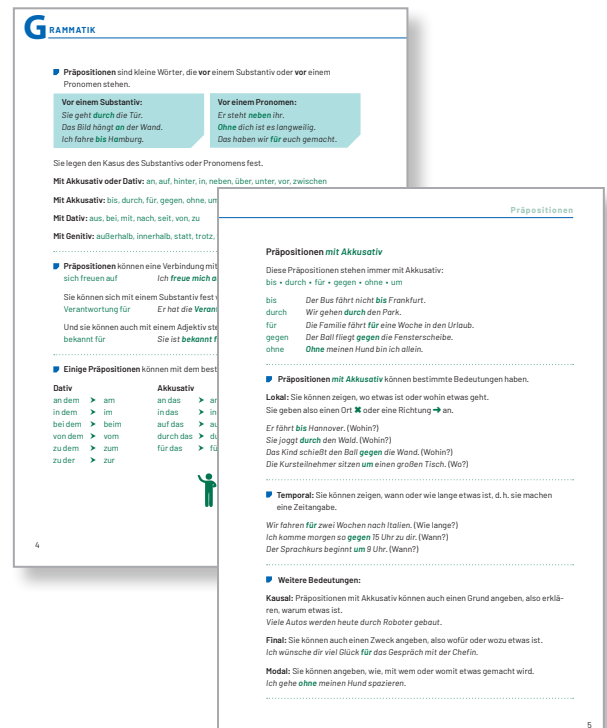 GRAMMATIK
Präpositionen sind kleine Wörter, die vor einem Substantiv oder vor einem
Pronomen stehen.
Vor einem Substantiv:
Sie geht durch die Tür.
Das Bild hängt an der Wand.
Ich fahre bis Hamburg.
Vor einem Pronomen:
Er steht neben ihr.
Ohne dich ist es langweilig.
Das haben wir für euch gemacht.
Sie legen den Kasus des Substantivs oder Pronomens fest.
Mit Akkusativ oder Dativ: an, auf, hinter, in, neben, über, unter, vor, zwischen
Mit Akkusativ: bis, durch, für, gegen, ohne, um
Mit Dativ: aus, bei, mit, nach, seit, von, zu
Mit Genitiv: außerhalb, innerhalb, statt, trotz,
Präpositionen können eine Verbindung mit
sich freuen auf Ich freue mich a
Sie können sich mit einem Substantiv fest
Verantwortung für Er hat die Veran
Und sie können auch mit einem Adjektiv ste
bekannt für Sie ist bekannt f
Einige Präpositionen können mit dem best
Dativ Akkusativ
an dem ➤ am an das ➤ an
in dem ➤ im in das ➤ in
bei dem ➤ beim auf das ➤ au
von dem ➤ vom durch das ➤ du
zu dem ➤ zum für das ➤ fü
zu der ➤ zur
4
Präpositionen
Präpositionen mit Akkusativ
Diese Präpositionen stehen immer mit Akkusativ:
bis • durch • für • gegen • ohne • um
bis Der Bus fährt nicht bis Frankfurt.
durch Wir gehen durch den Park.
für Die Familie fährt für eine Woche in den Urlaub.
gegen Der Ball fliegt gegen die Fensterscheibe.
ohne Ohne meinen Hund bin ich allein.
Präpositionen mit Akkusativ können bestimmte Bedeutungen haben.
Lokal: Sie können zeigen, wo etwas ist oder wohin etwas geht.
Sie geben also einen Ort ✖ oder eine Richtung ➔ an.
Er fährt bis Hannover. (Wohin?)
Sie joggt durch den Wald. (Wohin?)
Das Kind schießt den Ball gegen die Wand. (Wohin?)
Die Kursteilnehmer sitzen um einen großen Tisch. (Wo?)
Temporal: Sie können zeigen, wann oder wie lange etwas ist, d. h. sie machen
eine Zeitangabe.
Wir fahren für zwei Wochen nach Italien. (Wie lange?)
Ich komme morgen so gegen 15 Uhr zu dir. (Wann?)
Der Sprachkurs beginnt um 9 Uhr. (Wann?)
Weitere Bedeutungen:
Kausal: Präpositionen mit Akkusativ können auch einen Grund angeben, also erklä-
ren, warum etwas ist.
Viele Autos werden heute durch Roboter gebaut.
Final: Sie können auch einen Zweck angeben, also wofür oder wozu etwas ist.
Ich wünsche dir viel Glück für das Gespräch mit der Chefin.
Modal: Sie können angeben, wie, mit wem oder womit etwas gemacht wird.
Ich gehe ohne meinen Hund spazieren.
5